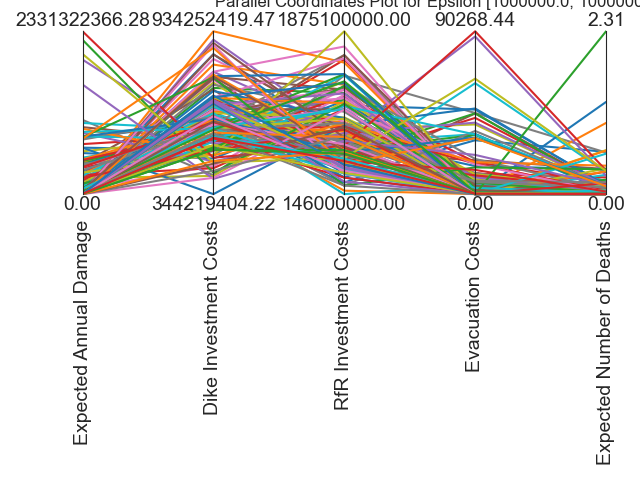 Parallel Coordinates Plot for Epsilon [1000000.0, 1000000
2331322366.28 934252419.47 1875100000.00 90268.44 2.31
0.00 344219404.22 146000000.00 0.00 0.00
Expected Annual Damage
Dike Investment Costs
RfR Investment Costs
Evacuation Costs
Expected Number of Deaths